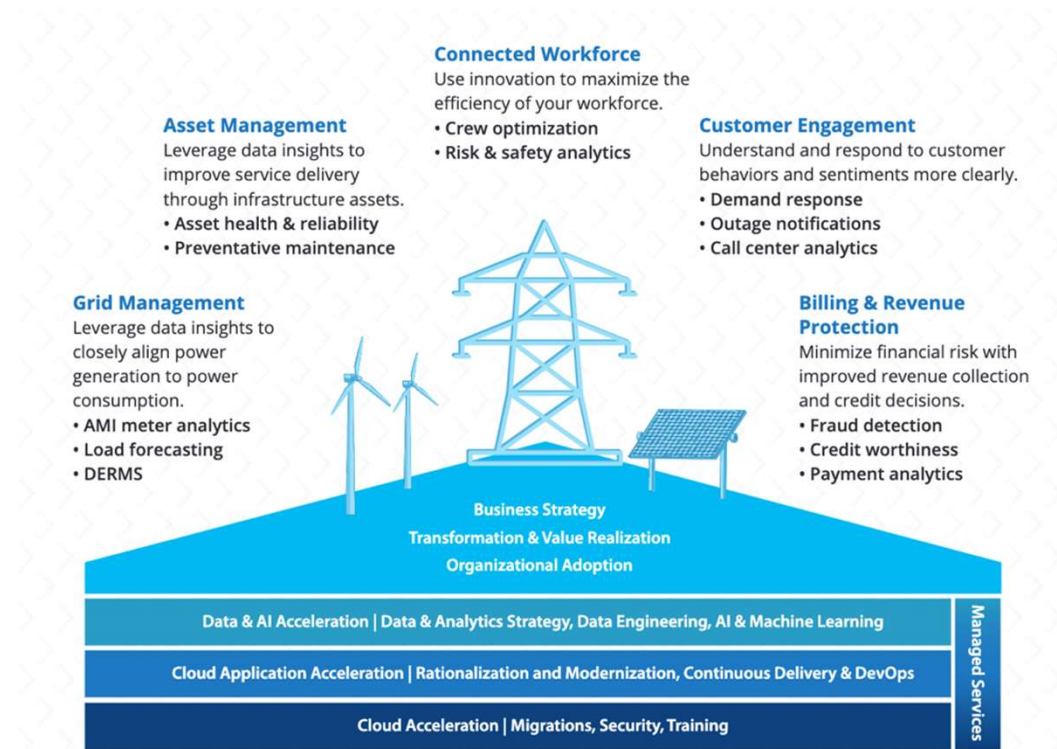 Connected Workforce
Use innovation to maximize the
efficiency of your workforce.
• Crew optimization
• Risk & safety analytics
Asset Management
Leverage data insights to
improve service delivery
through infrastructure assets.
• Asset health & reliability
• Preventative maintenance
Customer Engagement
Understand and respond to customer
behaviors and sentiments more clearly.
• Demand response
• Outage notifications
• Call center analytics
Grid Management
Leverage data insights to
closely align power
generation to power
consumption.
• AMI meter analytics
• Load forecasting
• DERMS
Billing & Revenue
Protection
Minimize financial risk with
improved revenue collection
and credit decisions.
• Fraud detection
• Credit worthiness
• Payment analytics
Business Strategy
Transformation & Value Realization
Organizational Adoption
Data & AI Acceleration | Data & Analytics Strategy, Data Engineering, AI & Machine Learning
Cloud Application Acceleration | Rationalization and Modernization, Continuous Delivery & DevOps
Cloud Acceleration | Migrations, Security, Training
Managed Services